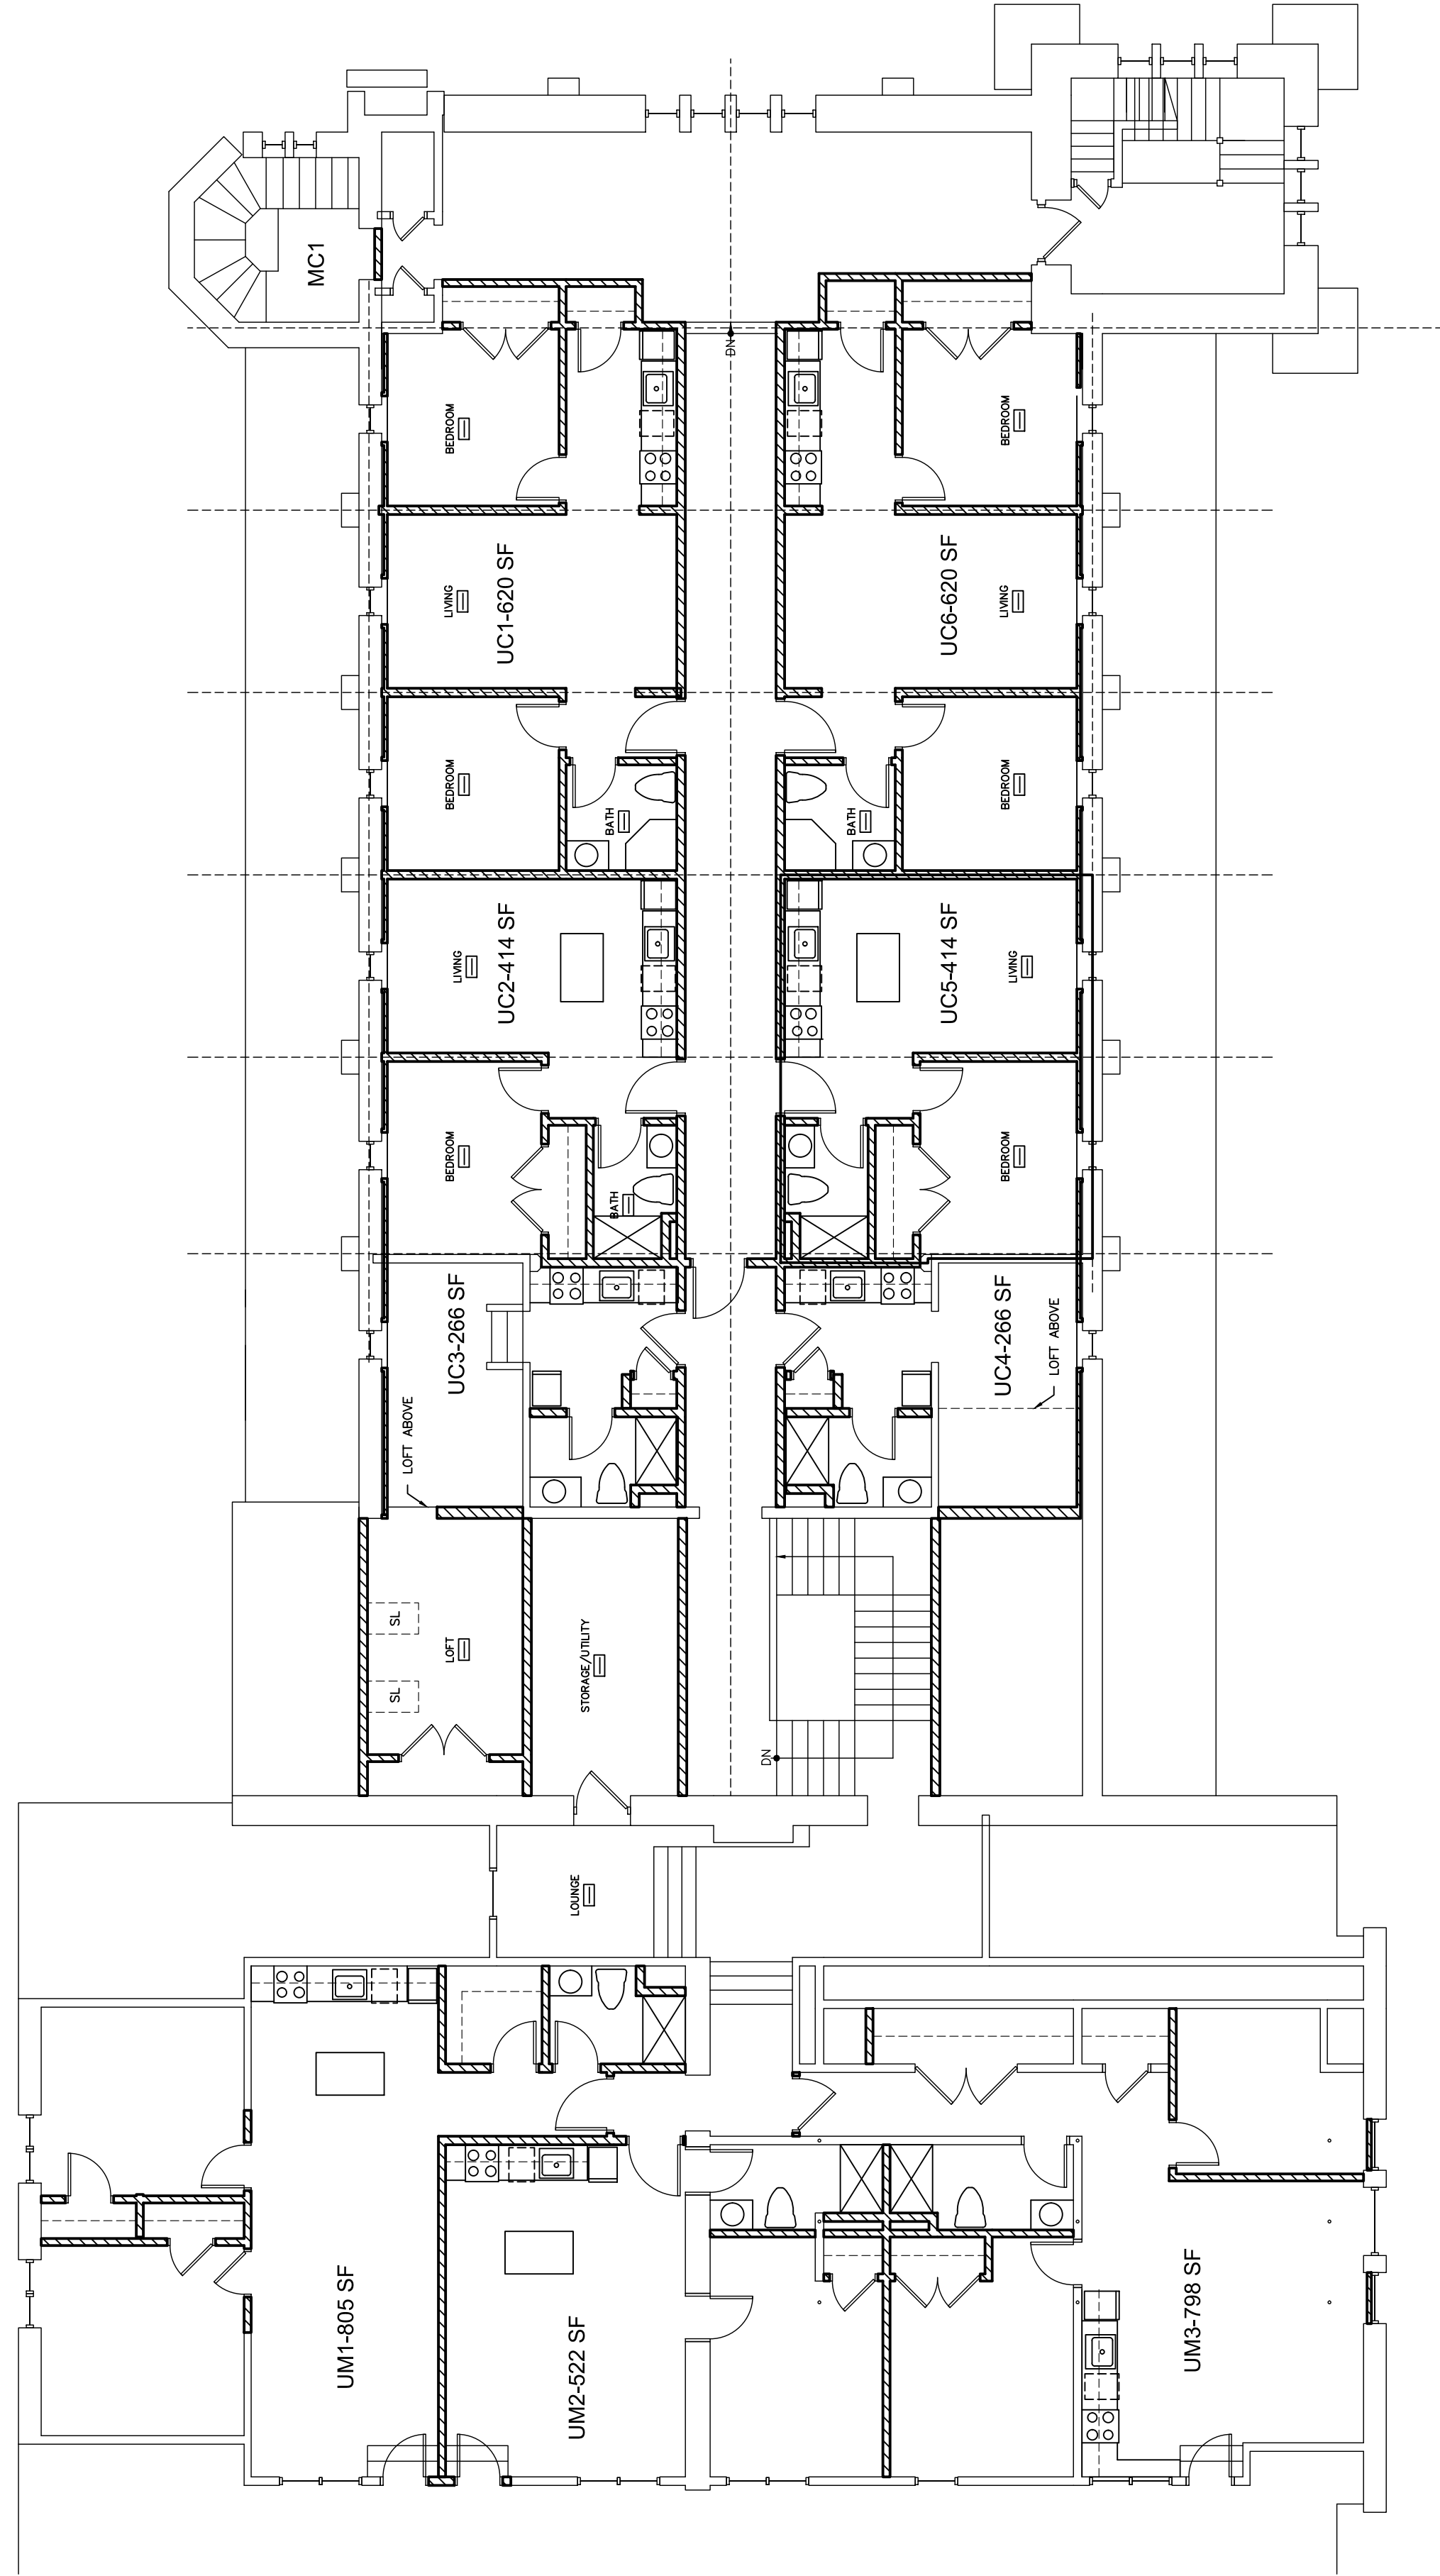 MC1
DN
BEDROOM
BEDROOM
LIVING
UC1-620 SF
UC6-620 SF
LIVING
BEDROOM
BATH
BATH
BEDROOM
LIVING
UC2-414 SF
UC5-414 SF
LIVING
BEDROOM
BATH
BEDROOM
UC3-266 SF
UC4-266 SF
LOFT ABOVE
LOFT ABOVE
SL
LOFT
STORAGE/UTILITY
SL
DN
LOUNGE
UM1-805 SF
UM2-522 SF
UM3-798 SF